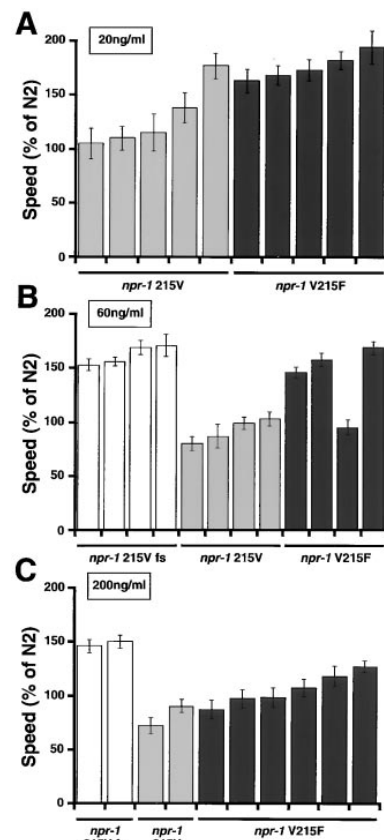 A
20ng/ml
200
150
100
50
0
Speed (% of N2)
npr-1 215V npr-1 V215F
B
60ng/ml
200
150
100
50
0
Speed (% of N2)
npr-1 215V fs npr-1 215V npr-1 V215F
C
200ng/ml
200
150
100
50
0
Speed (% of N2)
npr-1 npr-1 npr-1 V215F